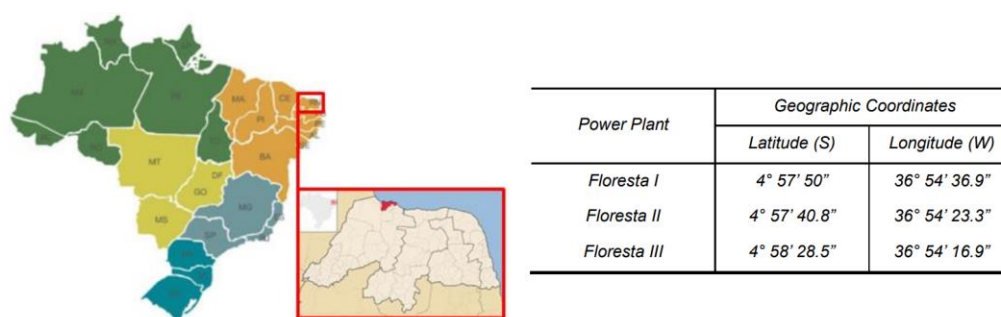 MA
CE
PI
BA
MT
DF
GO
MS
MG
SP
Power Plant
Geographic Coordinates
Latitude (S) Longitude (W)
Floresta I 4° 57’ 50” 36° 54’ 36.9”
Floresta II 4° 57’ 40.8” 36° 54’ 23.3”
Floresta III 4° 58’ 28.5” 36° 54’ 16.9”